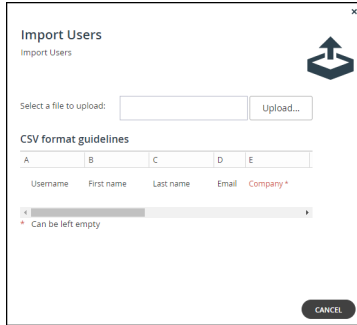 ×
Import Users
Import Users
Select a file to upload:
Upload...
CSV format guidelines
A B C D E
Username First name Last name Email Company *
* Can be left empty
CANCEL